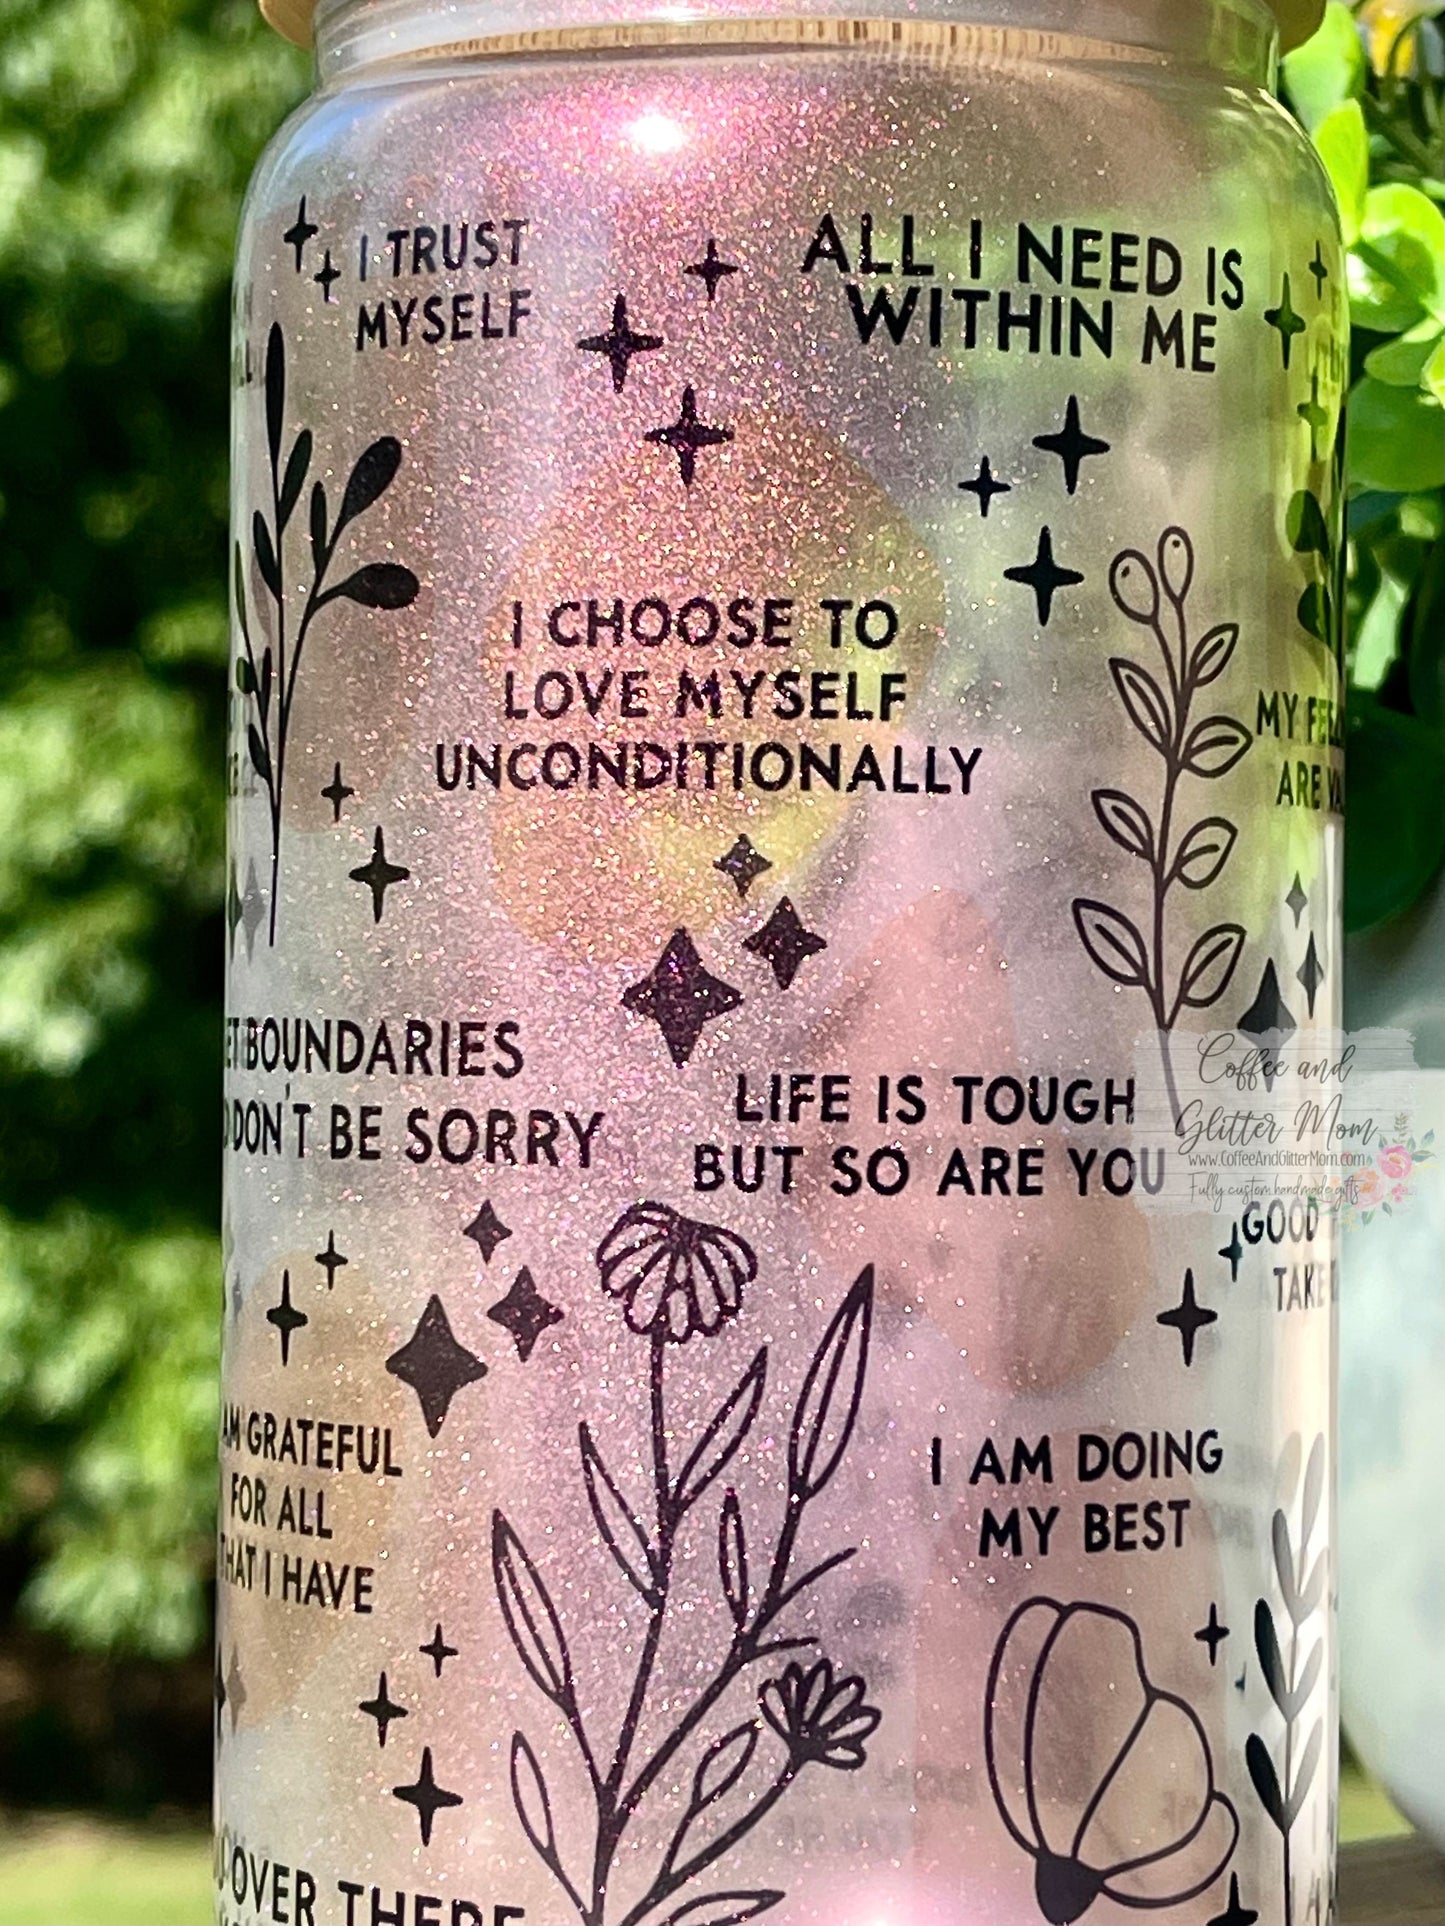 I TRUST
MYSELF
ALL I NEED IS
WITHIN ME
I CHOOSE TO
LOVE MYSELF
UNCONDITIONALLY
MY
ARE
BOUNDARIES
DON'T BE SORRY
LIFE IS TOUGH
BUT SO ARE YOU
Coffee and
Glitter Mom
www.CoffeeAndGlitterMom.com
Fully custom handmade gifts
GOOD
TAKE
AM GRATEFUL
FOR ALL
THAT I HAVE
I AM DOING
MY BEST
OVER THERE